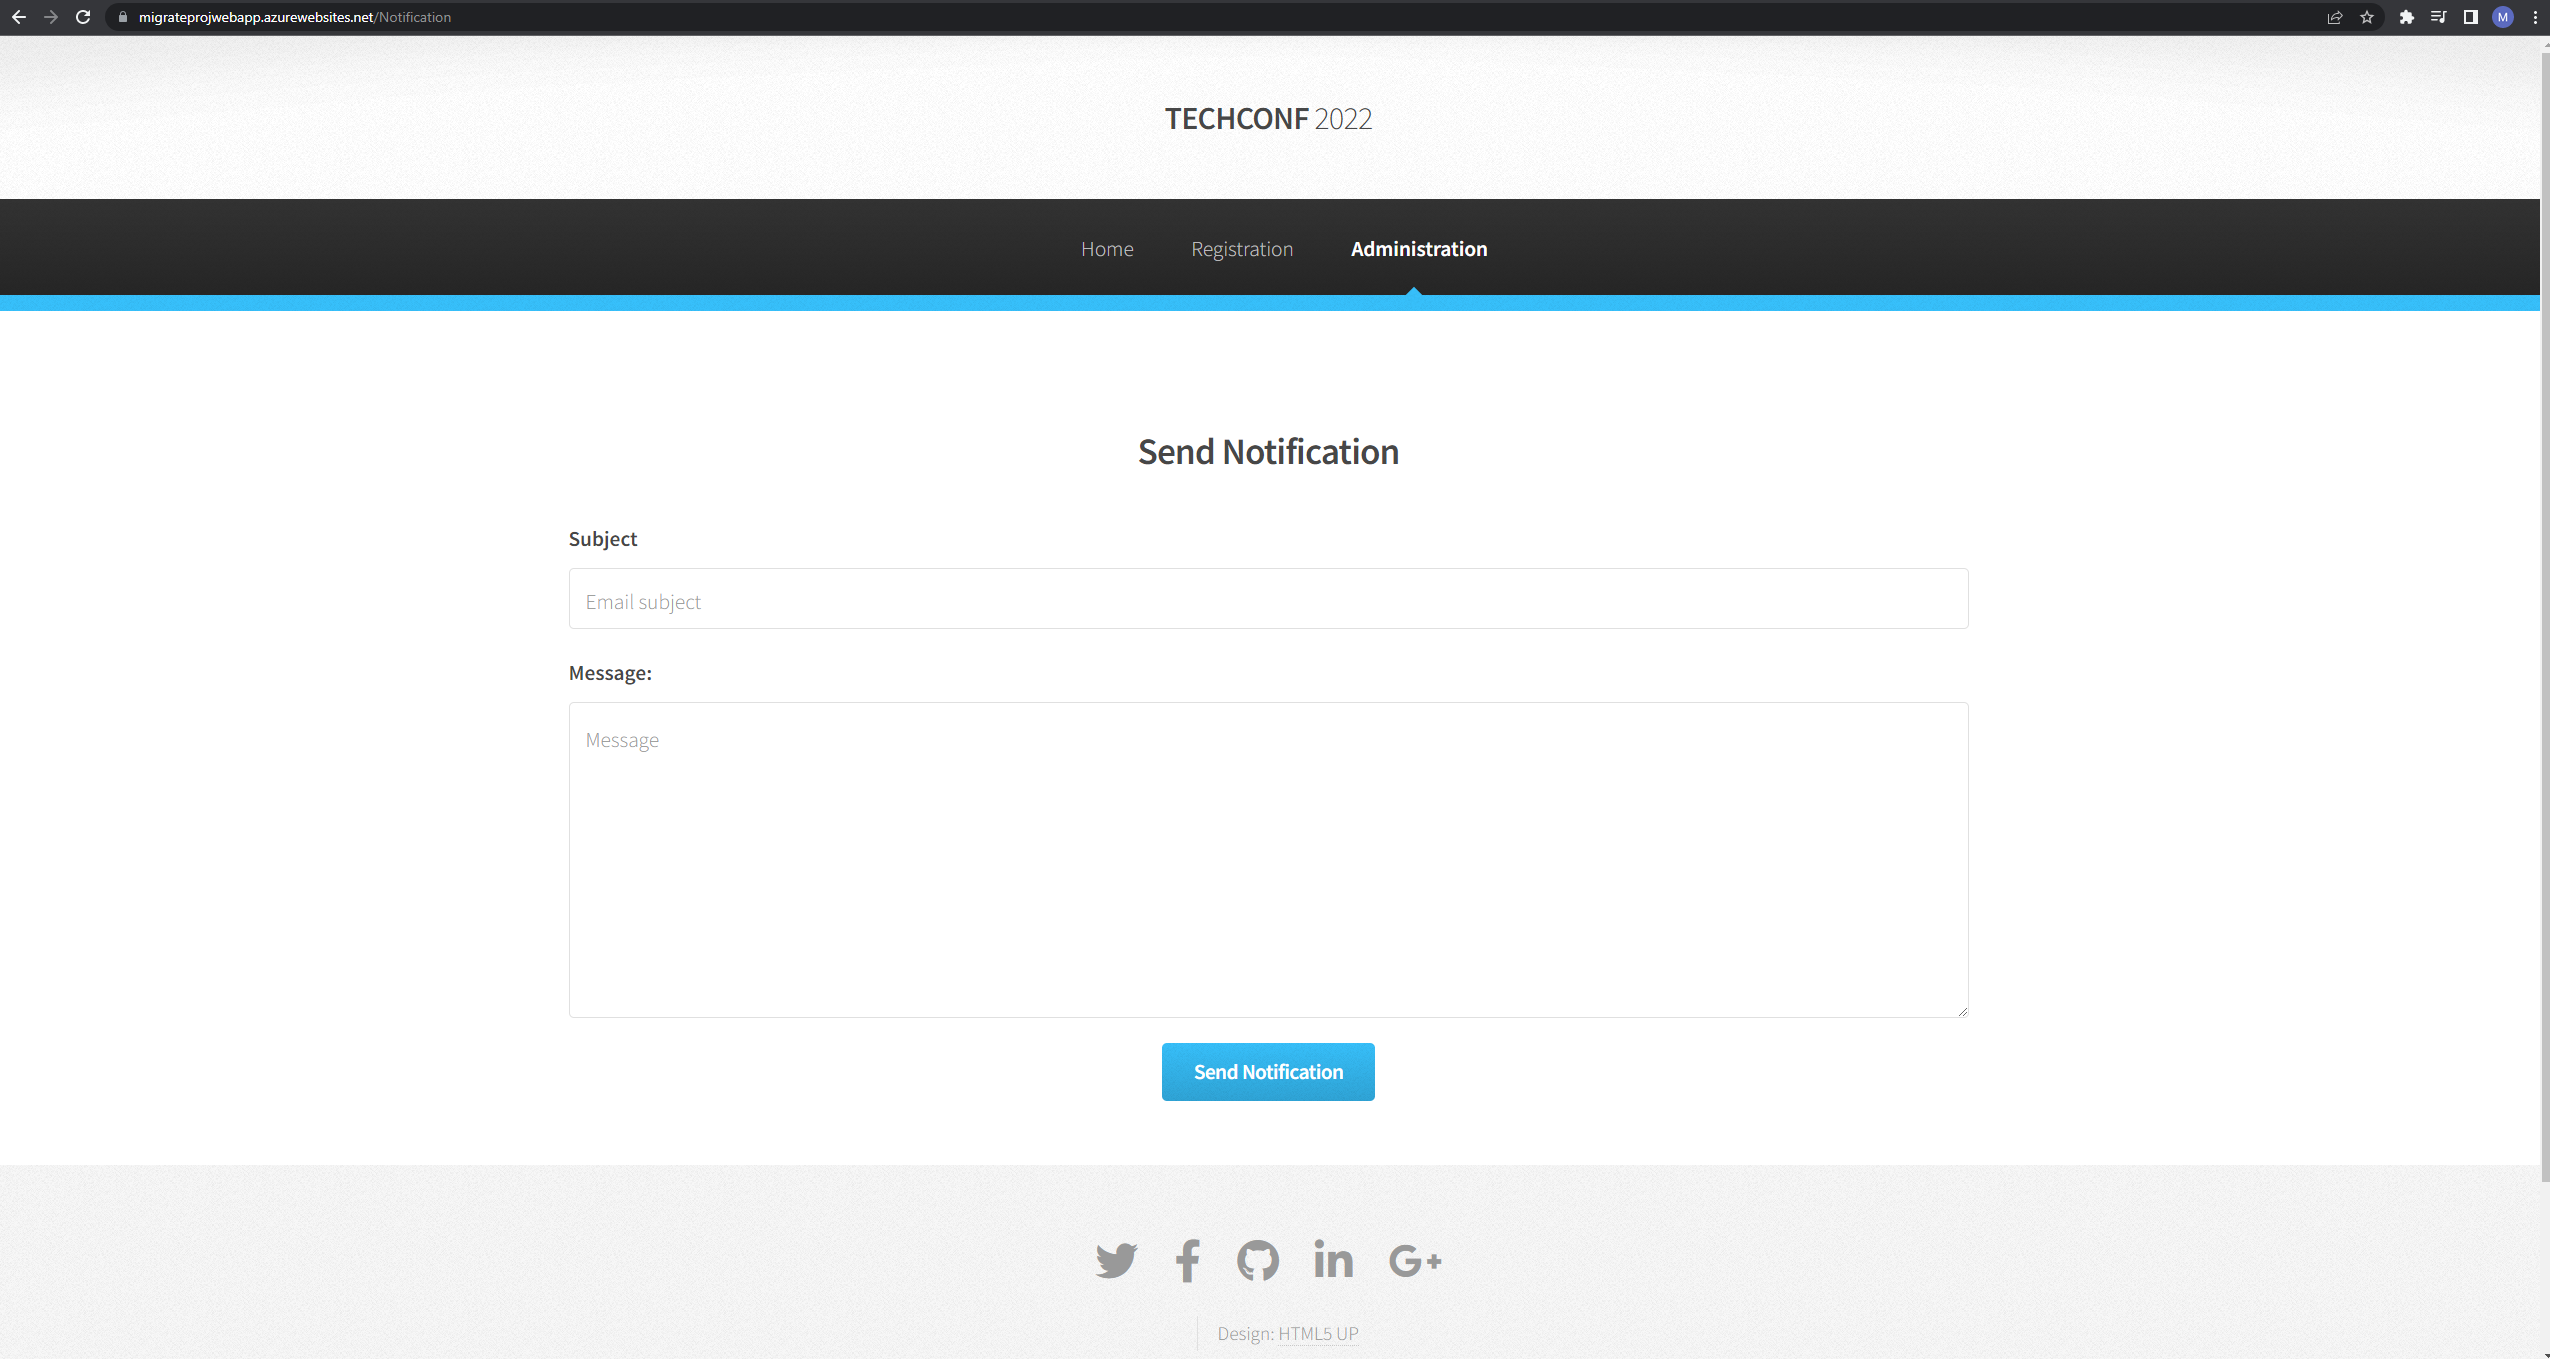 migrateprojwebapp.azurewebsites.net/Notification
M
TECHCONF 2022
Home Registration Administration
Send Notification
Subject
Email subject
Message:
Message
Send Notification
Design: HTML5 UP